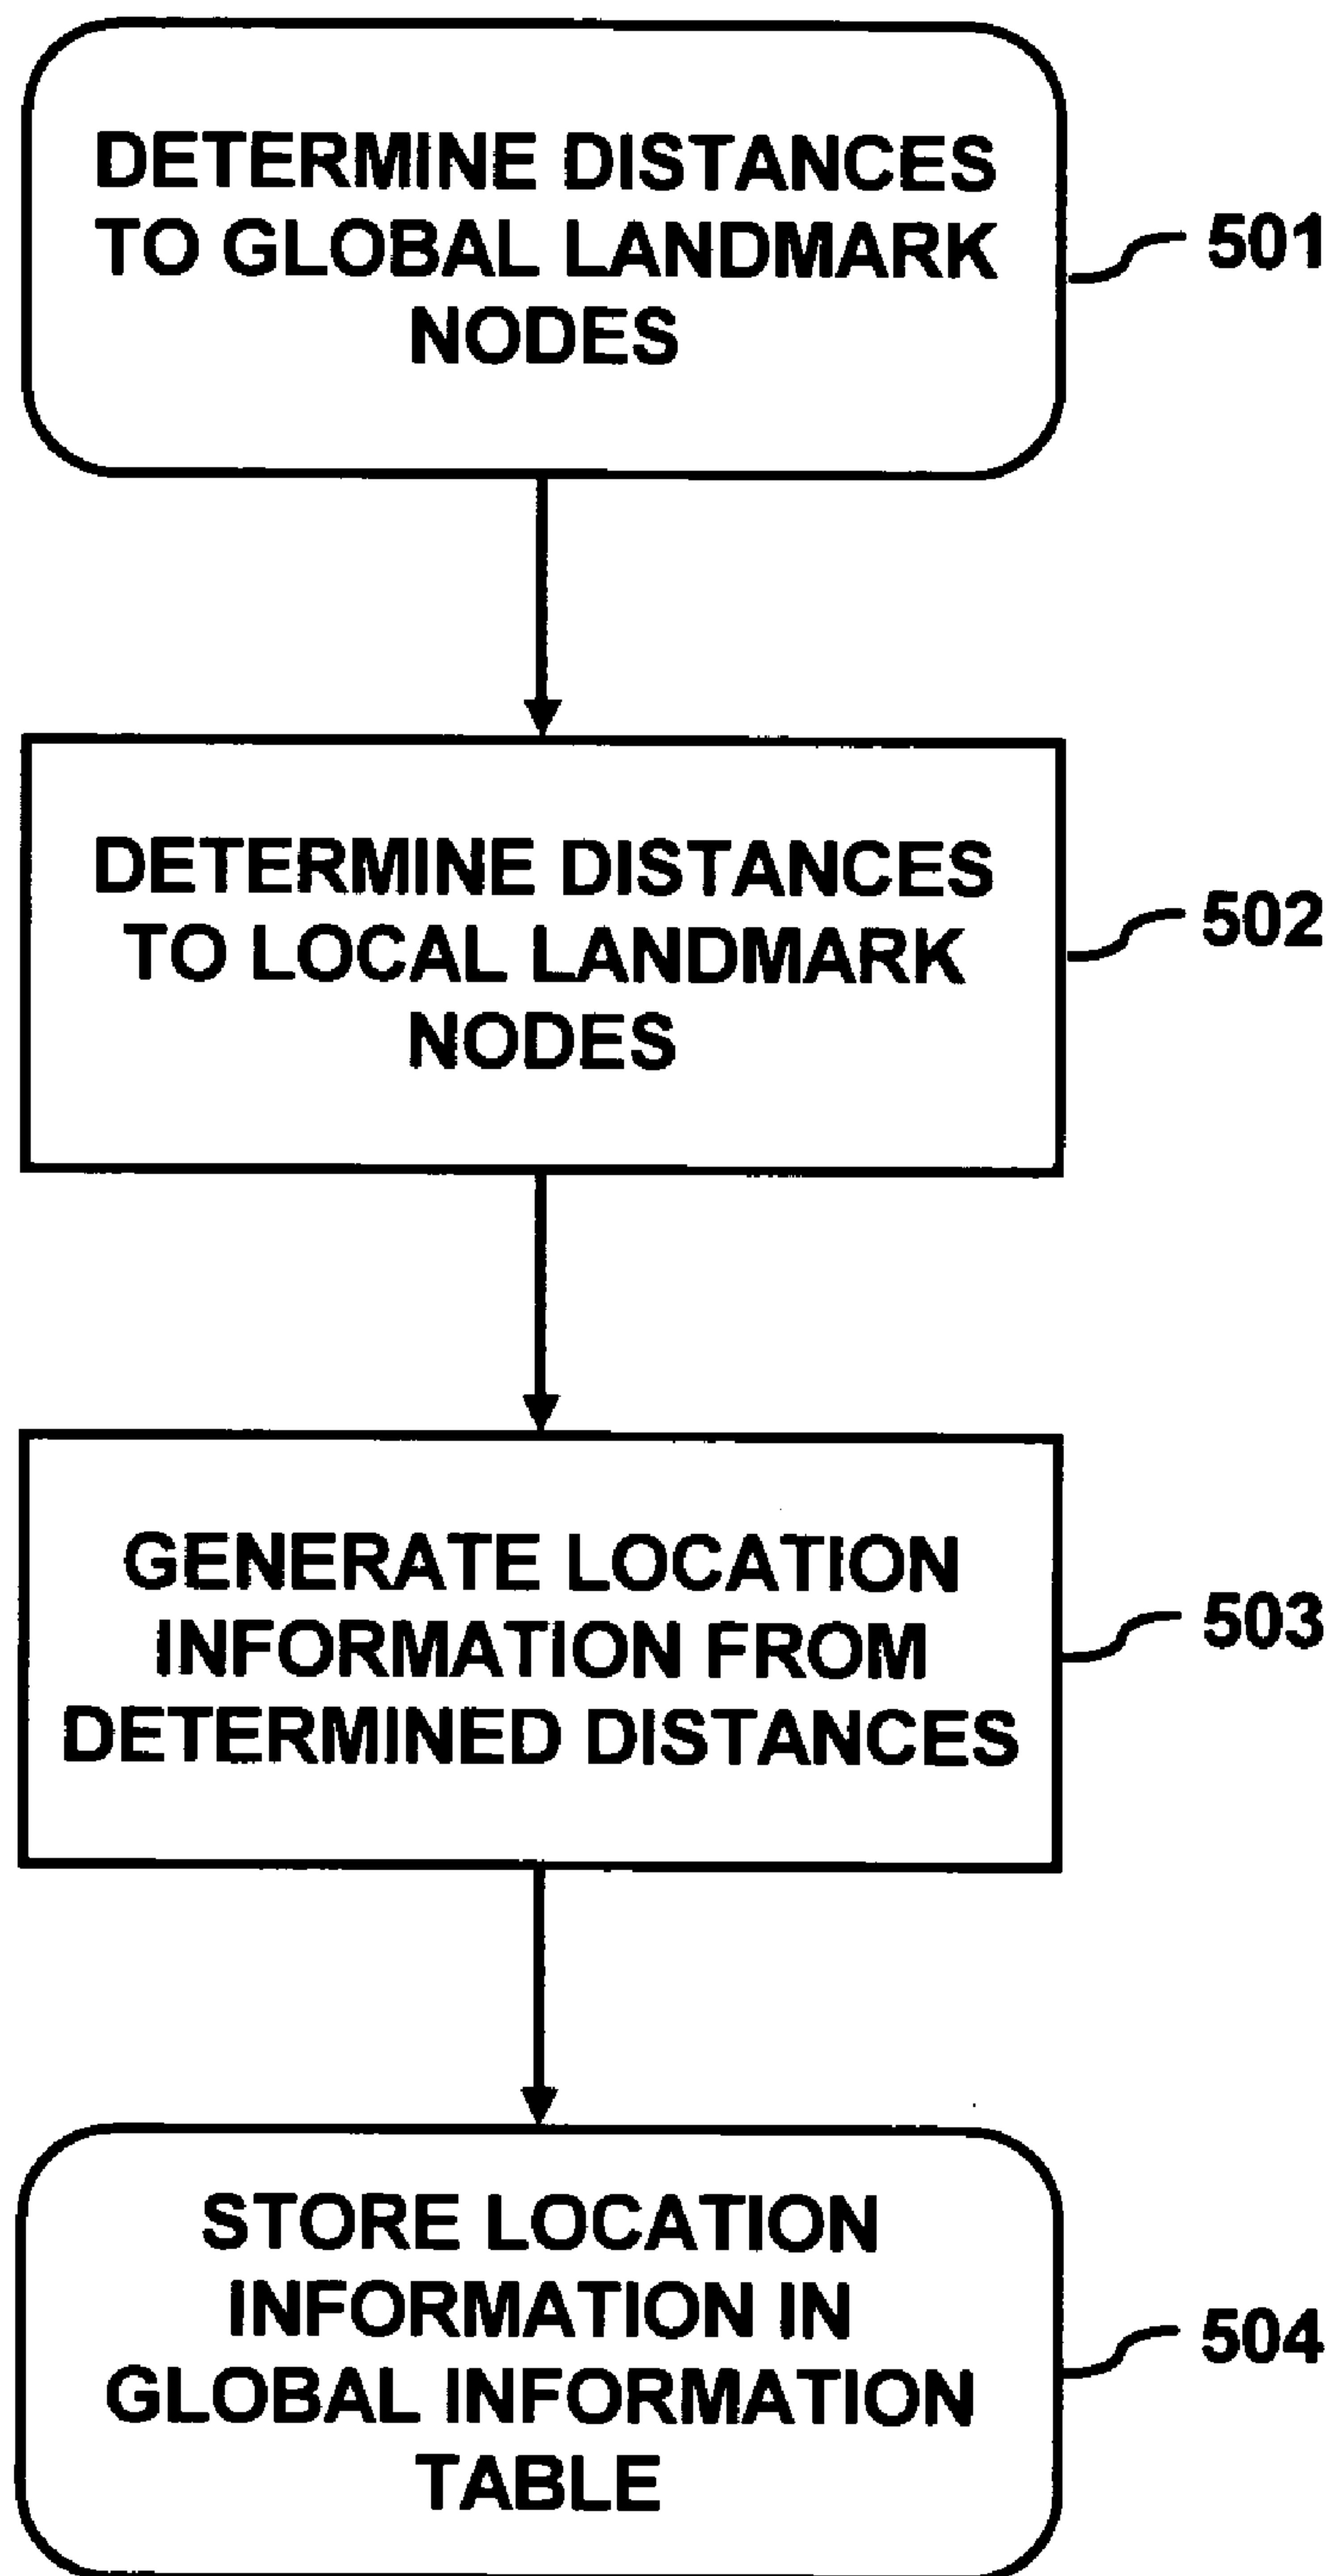 DETERMINE DISTANCES
TO GLOBAL LANDMARK
NODES
501
DETERMINE DISTANCES
TO LOCAL LANDMARK
NODES
502
GENERATE LOCATION
INFORMATION FROM
DETERMINED DISTANCES
503
STORE LOCATION
INFORMATION IN
GLOBAL INFORMATION
TABLE
504